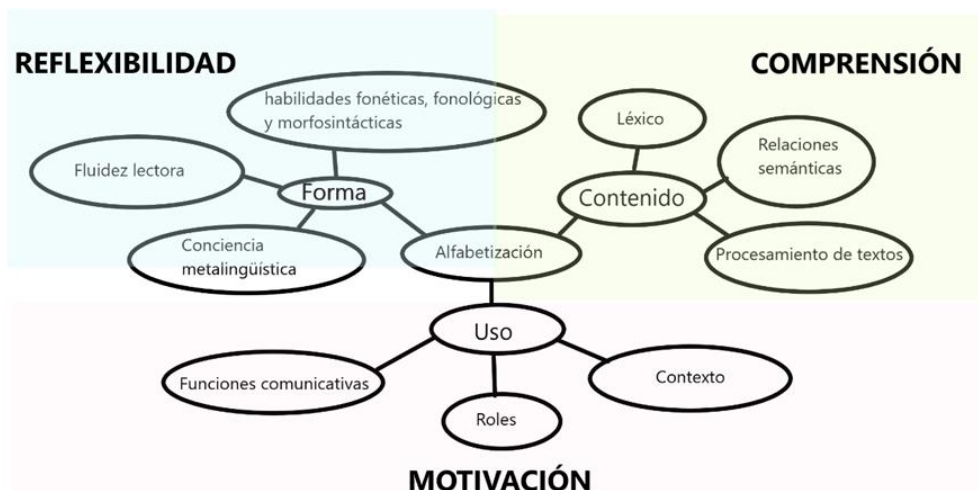 REFLEXIBILIDAD
COMPRENSIÓN
habilidades fonéticas, fonológicas
y morfosintácticas
Léxico
Relaciones
semánticas
Fluidez lectora
Forma
Contenido
Conciencia
metalingüística
Alfabetización
Procesamiento de textos
Uso
Funciones comunicativas
Contexto
Roles
MOTIVACIÓN